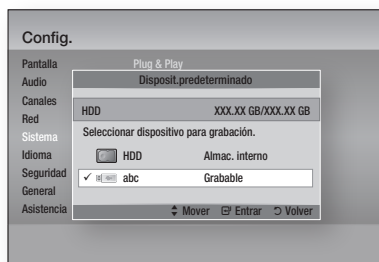 Config.
Pantalla
Plug & Play
Audio
Canales
Red
Sistema
Idioma
Seguridad
General
Asistencia
Disposit.predeterminado
HDD XXX.XX GB/XXX.XX GB
Seleccionar dispositivo para grabación.
HDD Almac. interno
✓ abc Grabable
Mover Entrar Volver